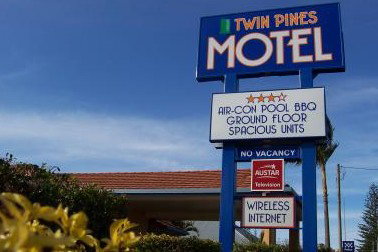 TWIN PINES
MOTEL
AIR-CON POOL BBQ
GROUND FLOOR
SPACIOUS UNITS
NO VACANCY
AUSTAR
Television
WIRELESS
INTERNET